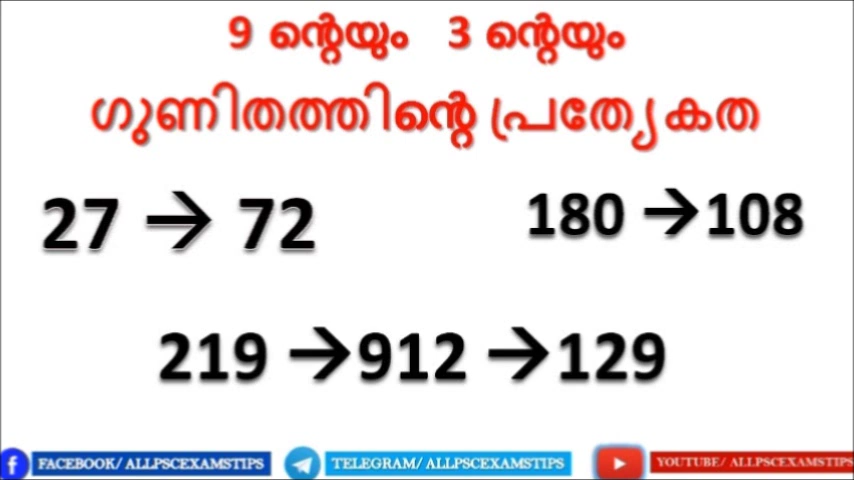 9 ന്റെയും 3 ന്റെയും
ഗുണിതത്തിന്റെ പ്രത്യേകത
27 → 72
180 →108
219 →912 →129
FACEBOOK/ ALLPSCEXAMSTIPS
TELEGRAM/ ALLPSCEXAMSTIPS
YOUTUBE/ ALLPSCEXAMSTIPS